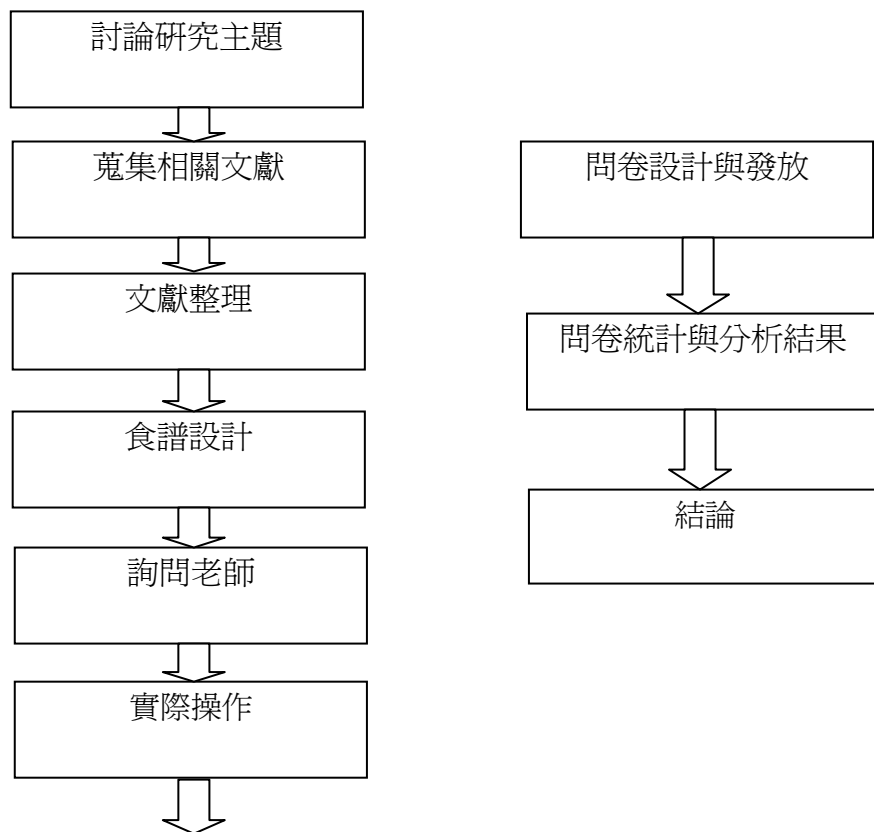 討論研究主題
蒐集相關文獻
文獻整理
食譜設計
詢問老師
實際操作
問卷設計與發放
問卷統計與分析結果
結論